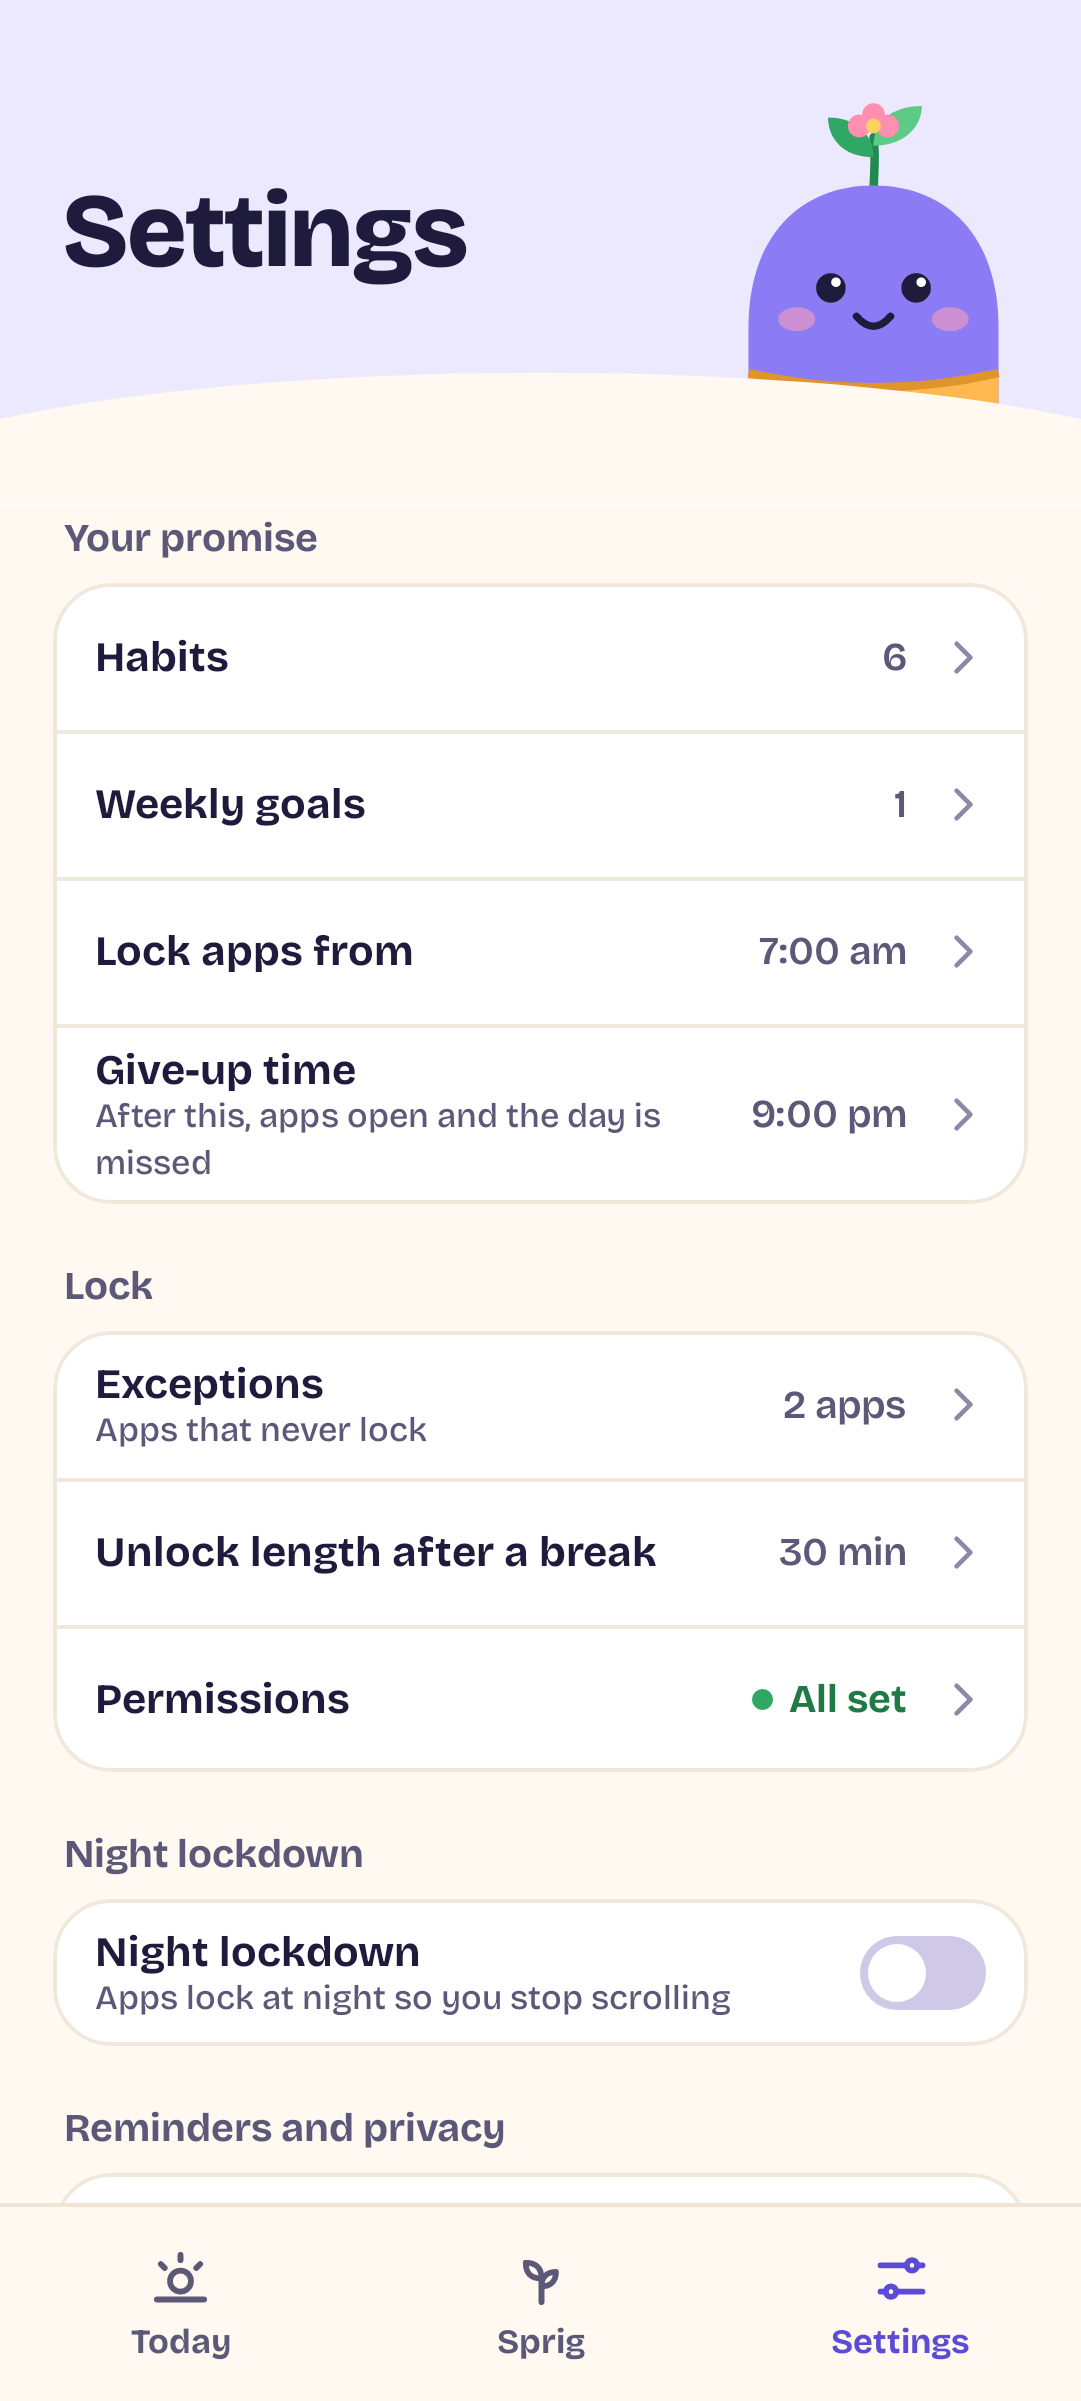 Settings
Your promise
Habits 6
Weekly goals 1
Lock apps from 7:00 am
Give-up time
After this, apps open and the day is
missed
9:00 pm
Lock
Exceptions
Apps that never lock
2 apps
Unlock length after a break 30 min
Permissions All set
Night lockdown
Night lockdown
Apps lock at night so you stop scrolling
Reminders and privacy
Today Sprig Settings